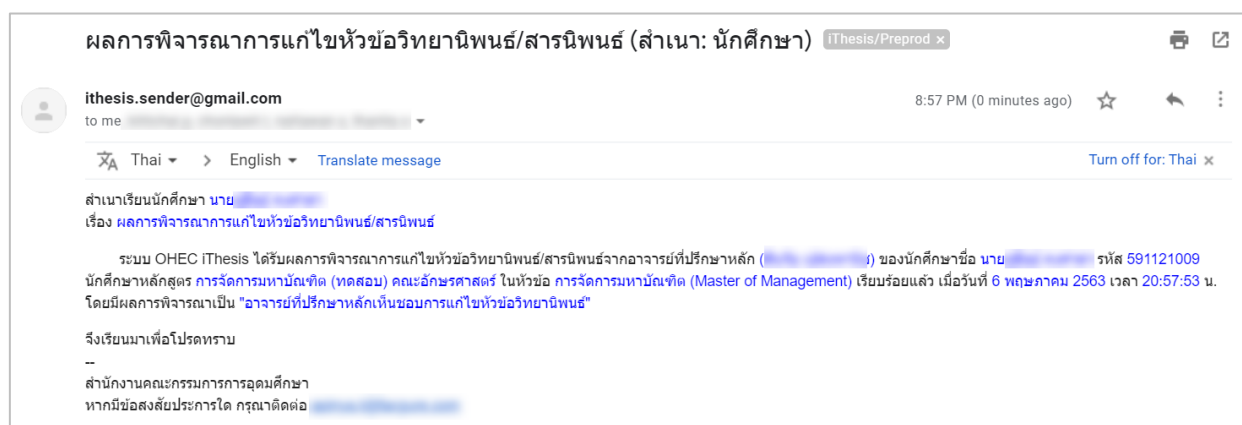 ผลการพิจารณาการแก้ไขหัวข้อวิทยานิพนธ์/สารนิพนธ์ (สำเนา: นักศึกษา) iThesis/Preprod ×
ithesis.sender@gmail.com 8:57 PM (0 minutes ago)
to me
Thai > English Translate message Turn off for: Thai ×
สำเนาเรียนนักศึกษา นาย
เรื่อง ผลการพิจารณาการแก้ไขหัวข้อวิทยานิพนธ์/สารนิพนธ์
ระบบ OHEC iThesis ได้รับผลการพิจารณาการแก้ไขหัวข้อวิทยานิพนธ์/สารนิพนธ์จากอาจารย์ที่ปรึกษาหลัก ( ) ของนักศึกษาชื่อ นาย รหัส 591121009
นักศึกษาหลักสูตร การจัดการมหาบัณฑิต (ทดสอบ) คณะอักษรศาสตร์ ในหัวข้อ การจัดการมหาบัณฑิต (Master of Management) เรียบร้อยแล้ว เมื่อวันที่ 6 พฤษภาคม 2563 เวลา 20:57:53 น.
โดยมีผลการพิจารณาเป็น "อาจารย์ที่ปรึกษาหลักเห็นชอบการแก้ไขหัวข้อวิทยานิพนธ์"
จึงเรียนมาเพื่อโปรดทราบ
--
สำนักงานคณะกรรมการการอุดมศึกษา
หากมีข้อสงสัยประการใด กรุณาติดต่อ